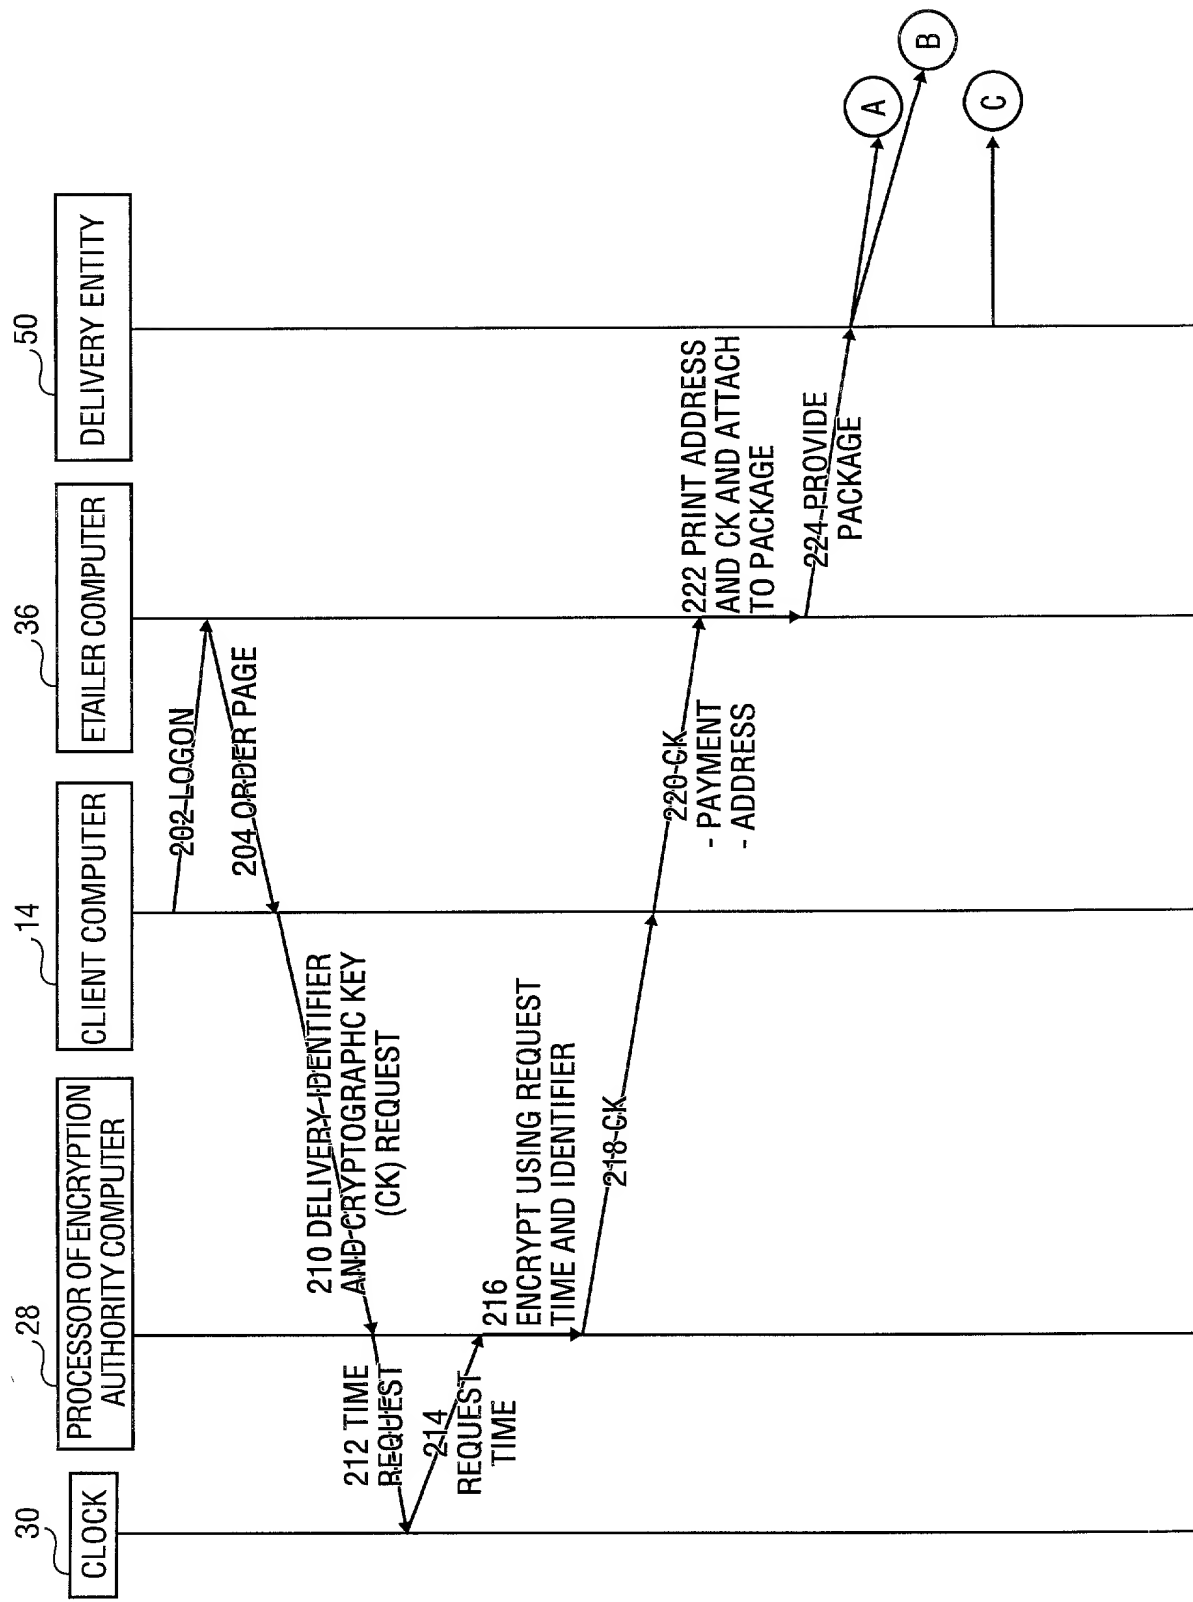 30
CLOCK
28
PROCESSOR OF ENCRYPTION
AUTHORITY COMPUTER
14
CLIENT COMPUTER
36
ETAILER COMPUTER
50
DELIVERY ENTITY
202 LOGON
204 ORDER PAGE
210 DELIVERY IDENTIFIER
AND CRYPTOGRAPHC KEY
(CK) REQUEST
212 TIME
REQUEST
214
REQUEST
TIME
216
ENCRYPT USING REQUEST
TIME AND IDENTIFIER
218 CK
220 CK
- PAYMENT
- ADDRESS
222 PRINT ADDRESS
AND CK AND ATTACH
TO PACKAGE
224 PROVIDE
PACKAGE
A
B
C